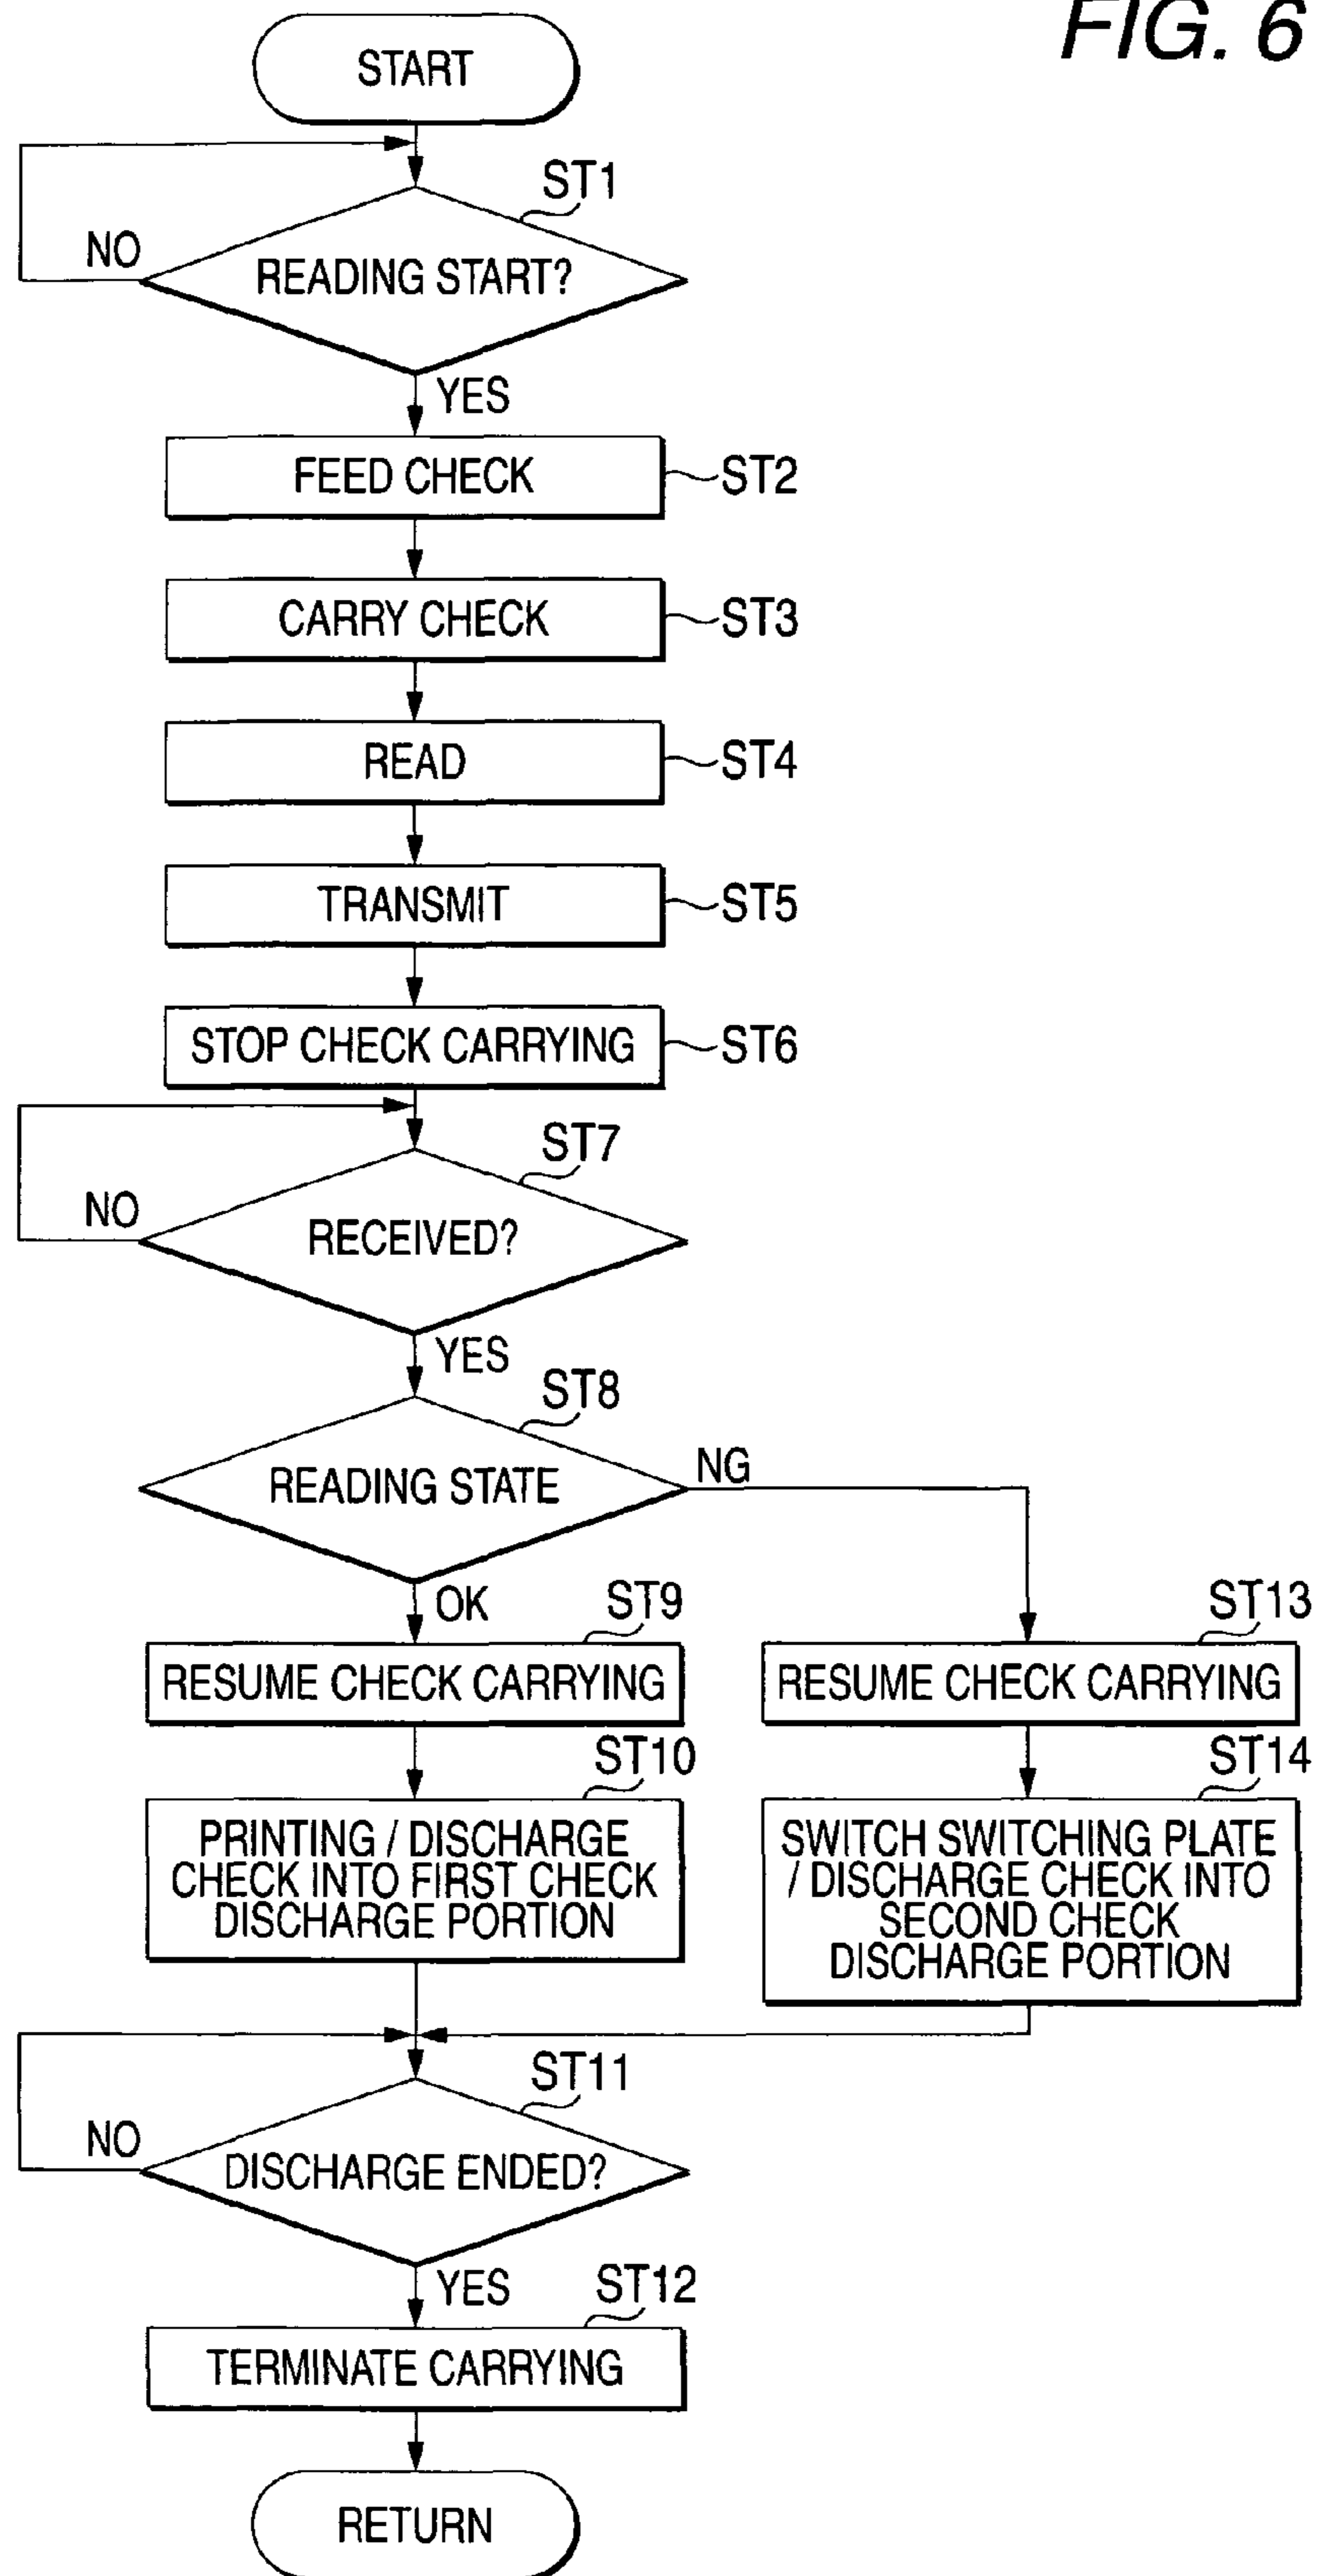 FIG. 6
START
ST1
NO
READING START?
YES
FEED CHECK
ST2
CARRY CHECK
ST3
READ
ST4
TRANSMIT
ST5
STOP CHECK CARRYING
ST6
ST7
NO
RECEIVED?
YES
ST8
READING STATE
NG
OK
ST9
RESUME CHECK CARRYING
ST10
PRINTING / DISCHARGE
CHECK INTO FIRST CHECK
DISCHARGE PORTION
ST13
RESUME CHECK CARRYING
ST14
SWITCH SWITCHING PLATE
/ DISCHARGE CHECK INTO
SECOND CHECK
DISCHARGE PORTION
ST11
NO
DISCHARGE ENDED?
YES
ST12
TERMINATE CARRYING
RETURN